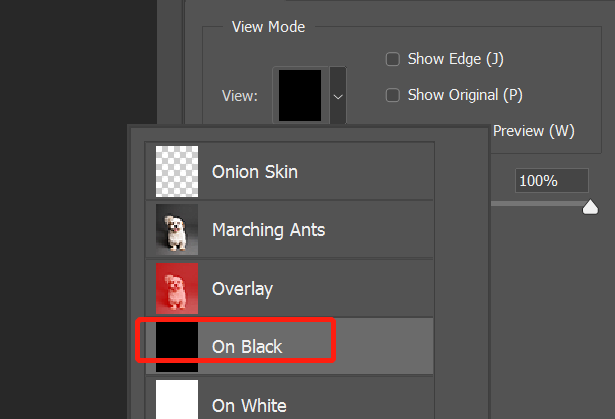 View Mode
View:
Show Edge (J)
Show Original (P)
Preview (W)
100%
Onion Skin
Marching Ants
Overlay
On Black
On White